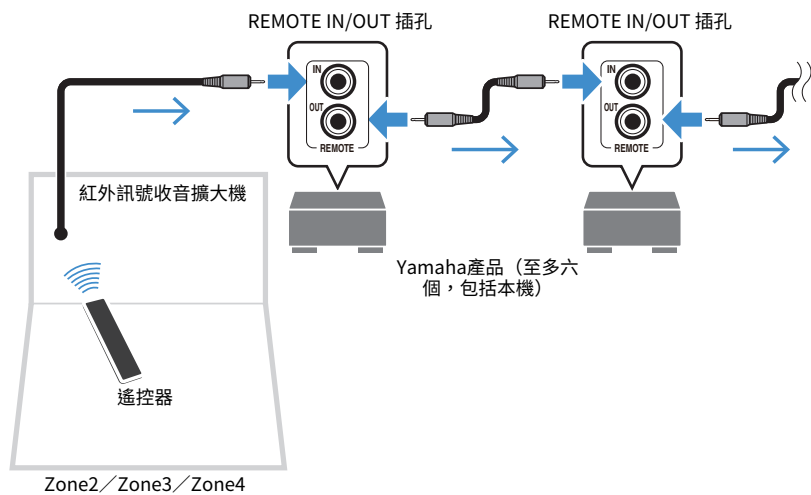 REMOTE IN/OUT 插孔
REMOTE IN/OUT 插孔
IN
OUT
REMOTE
IN
OUT
REMOTE
紅外訊號收音擴大機
Yamaha產品（至多六
個，包括本機）
遙控器
Zone2／Zone3／Zone4